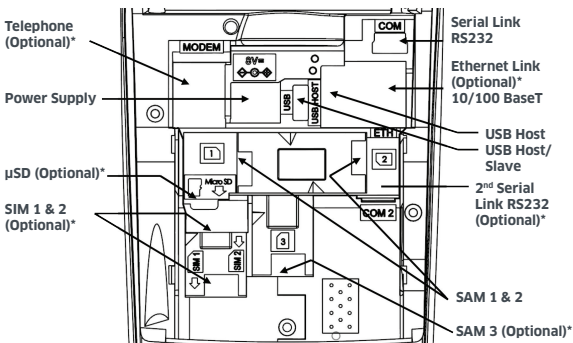 Telephone
(Optional)*
Power Supply
µSD (Optional)*
SIM 1 & 2
(Optional)*
MODEM
8V
USB
USB HOST
COM
ETH
1
2
Micro SD
COM 2
SIM 1
SIM 2
3
Serial Link
RS232
Ethernet Link
(Optional)*
10/100 BaseT
USB Host
USB Host/
Slave
2nd Serial
Link RS232
(Optional)*
SAM 1 & 2
SAM 3 (Optional)*